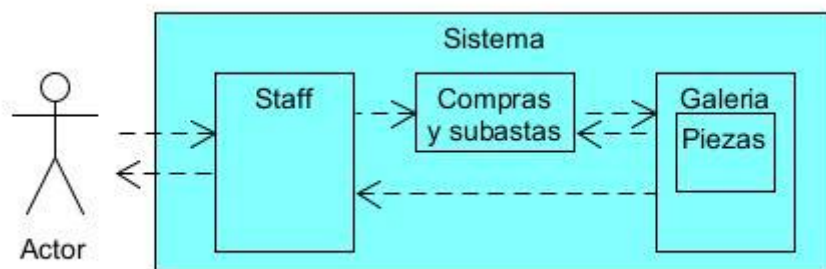 Sistema
Staff
Compras
y subastas
Galeria
Piezas
Actor